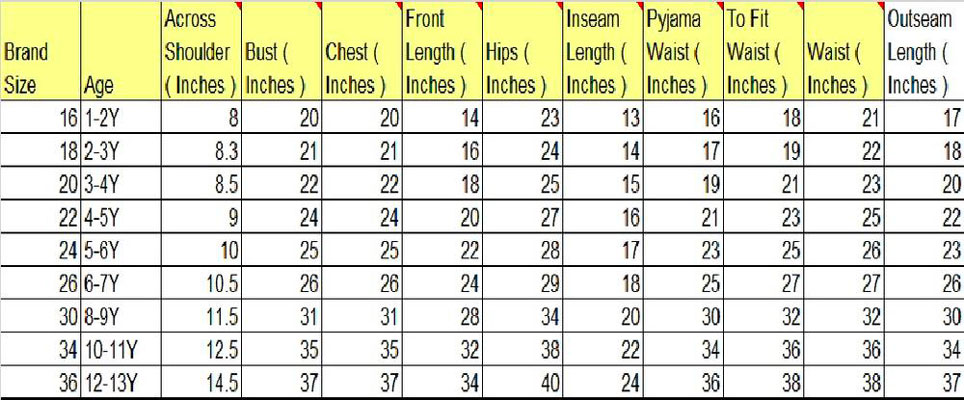 Brand Size Age Across Shoulder ( Inches ) Bust ( Inches ) Chest ( Inches ) Front Length ( Inches ) Hips ( Inches ) Inseam Length ( Inches ) Pyjama Waist ( Inches ) To Fit Waist ( Inches ) Waist ( Inches ) Outseam Length ( Inches )
16 1-2Y 8 20 20 14 23 13 16 18 21 17
18 2-3Y 8.3 21 21 16 24 14 17 19 22 18
20 3-4Y 8.5 22 22 18 25 15 19 21 23 20
22 4-5Y 9 24 24 20 27 16 21 23 25 22
24 5-6Y 10 25 25 22 28 17 23 25 26 23
26 6-7Y 10.5 26 26 24 29 18 25 27 27 26
30 8-9Y 11.5 31 31 28 34 20 30 32 32 30
34 10-11Y 12.5 35 35 32 38 22 34 36 36 34
36 12-13Y 14.5 37 37 34 40 24 36 38 38 37